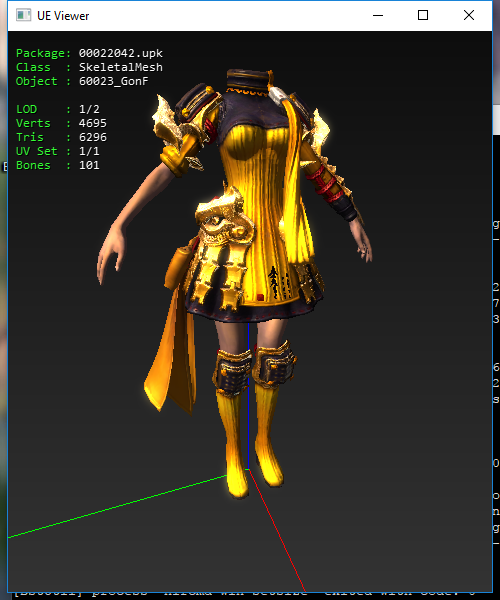 UE Viewer
Package: 00022042.upk
Class : SkeletalMesh
Object : 60023_GonF
LOD : 1/2
Verts : 4695
Tris : 6296
UV Set : 1/1
Bones : 101